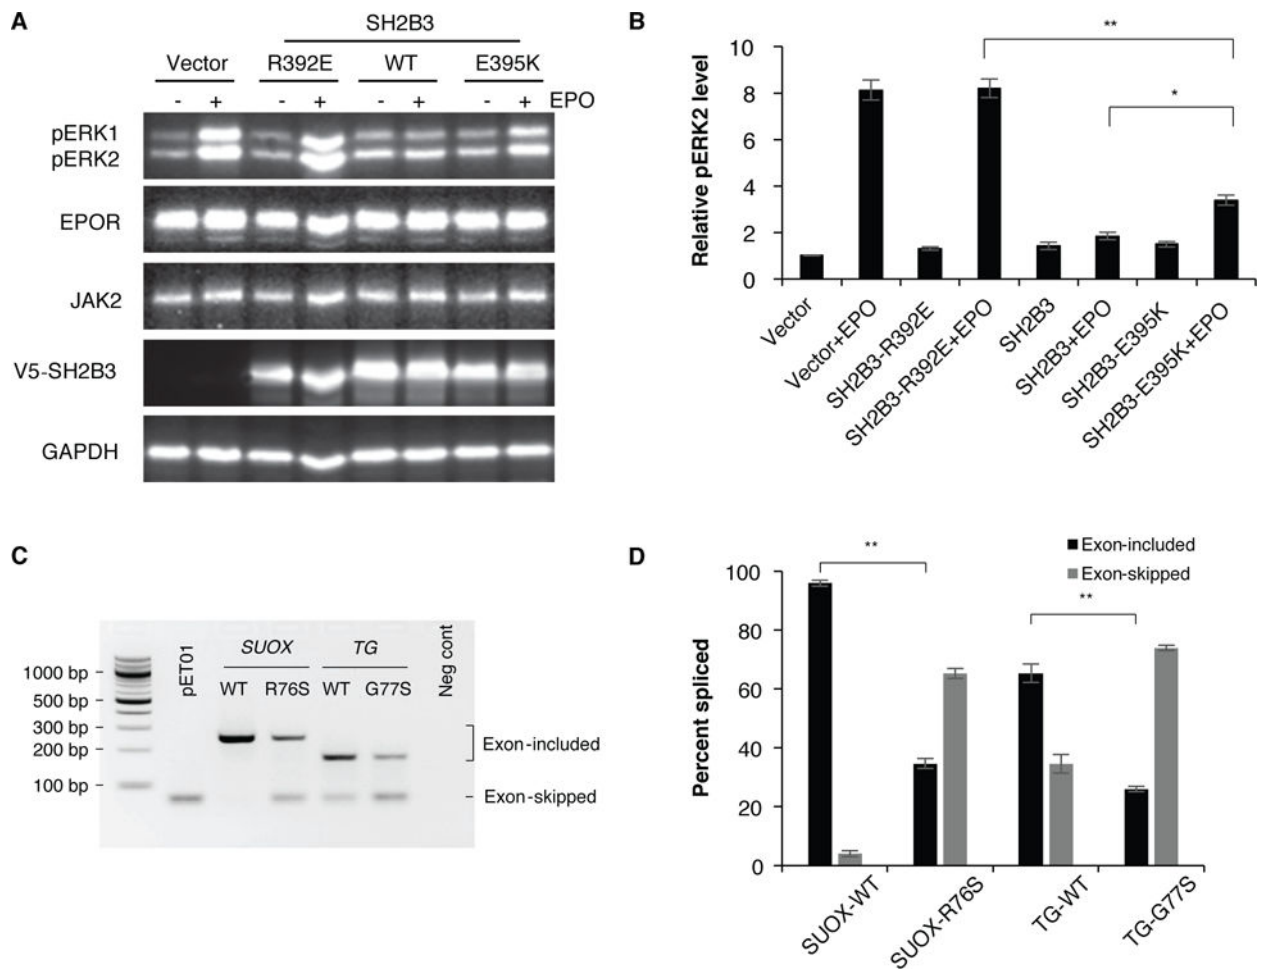 A
SH2B3
Vector R392E WT E395K
- + - + - + - + EPO
pERK1
pERK2
EPOR
JAK2
V5-SH2B3
GAPDH
B
**
*
Relative pERK2 level
10
8
6
4
2
0
Vector
Vector+EPO
SH2B3-R392E
SH2B3-R392E+EPO
SH2B3
SH2B3+EPO
SH2B3-E395K
SH2B3-E395K+EPO
C
pET01
SUOX TG
WT R76S WT G77S
Neg cont
1000 bp
500 bp
300 bp
200 bp
100 bp
Exon-included
Exon-skipped
D
Exon-included
Exon-skipped
**
**
Percent spliced
100
80
60
40
20
0
SUOX-WT
SUOX-R76S
TG-WT
TG-G77S